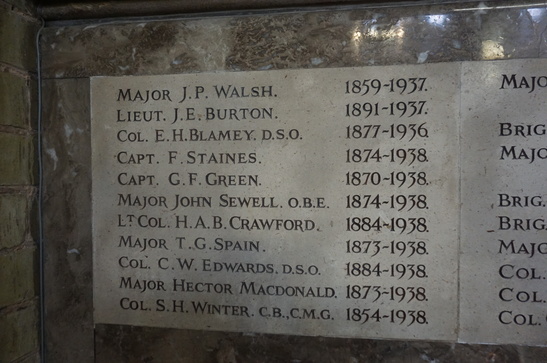 MAJOR J.P. WALSH. 1859-1937.
LIEUT. J.E. BURTON. 1891-1937.
COL. E.H. BLAMEY, D.S.O. 1877-1936.
CAPT. F. STAINES. 1874-1938.
CAPT. G.F. GREEN. 1870-1938.
MAJOR JOHN SEWELL. O.B.E. 1874-1938.
LT COL. H.A.B. CRAWFORD. 1884-1938.
MAJOR T.G. SPAIN. 1873-1938.
COL. C.W. EDWARDS. D.S.O. 1884-1938.
MAJOR HECTOR MACDONALD. 1873-1938.
COL. S.H. WINTER. C.B., C.M.G. 1854-1938.
MAJO
BRIG
MAJO
BRIG.
BRIG
MAJO
COL.
COL.
COL.